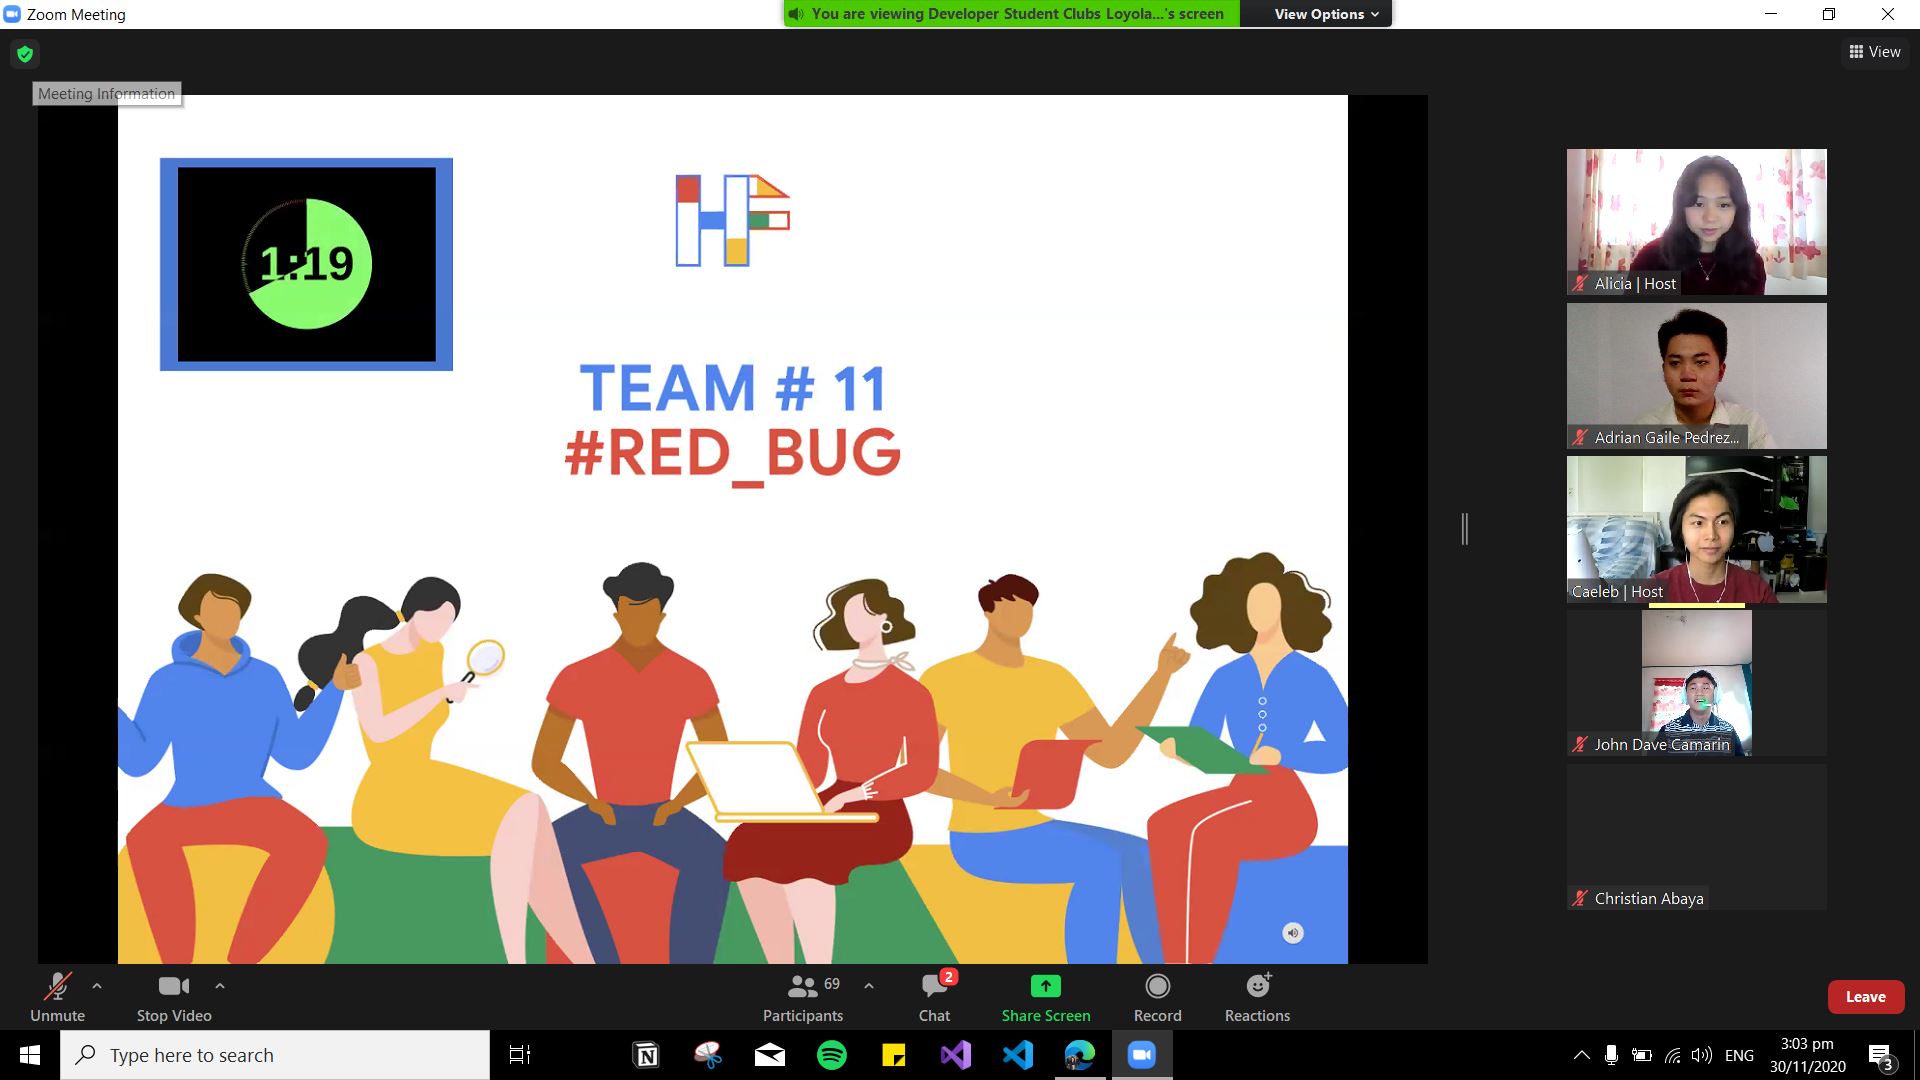 Zoom Meeting
You are viewing Developer Student Clubs Loyola...'s screen
View Options
View
Meeting Information
1:19
TEAM # 11
#RED_BUG
Alicia | Host
Adrian Gaile Pedrez...
Caeleb | Host
John Dave Camarin
Christian Abaya
Unmute
Stop Video
69
Participants
2
Chat
Share Screen
Record
Reactions
Leave
Type here to search
ENG
3:03 pm
30/11/2020
3